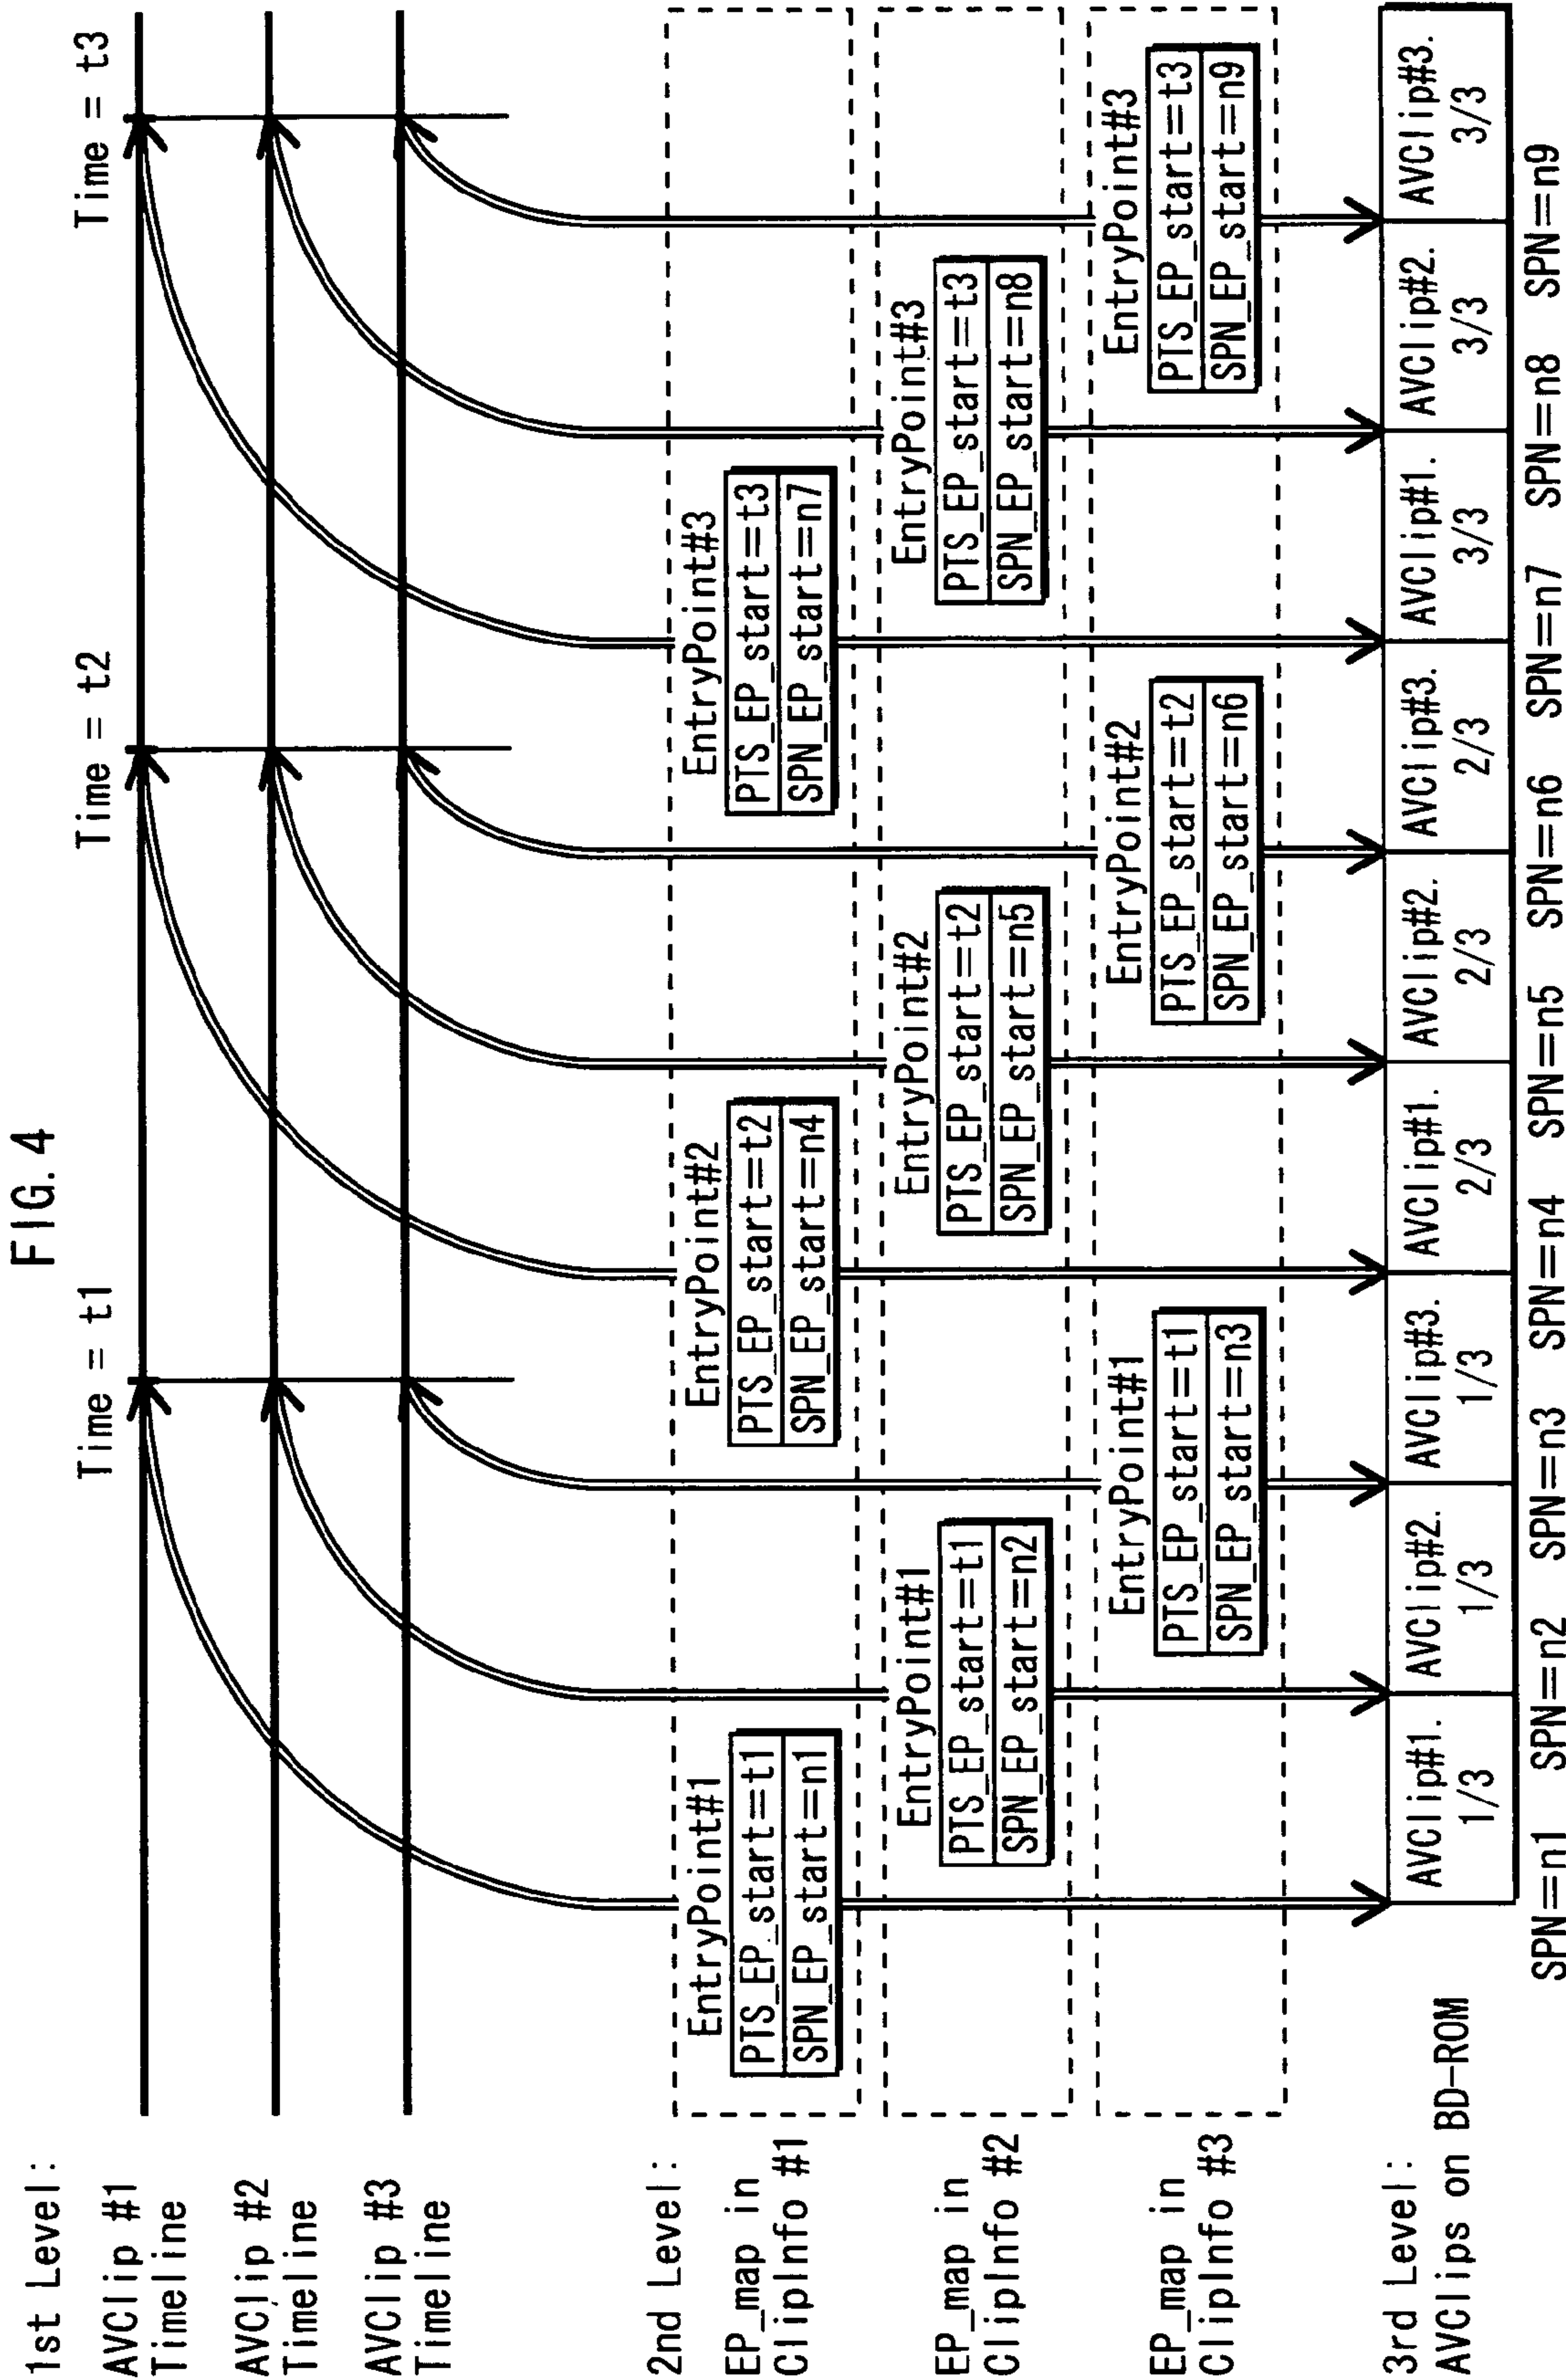 FIG. 4
1st Level:
AVClip #1
Timeline
AVClip #2
Timeline
AVClip #3
Timeline
Time = t1
Time = t2
Time = t3
2nd Level:
EP_map in
ClipInfo #1
EntryPoint#1
PTS_EP_start=t1
SPN_EP_start=n1
EntryPoint#2
PTS_EP_start=t2
SPN_EP_start=n4
EntryPoint#3
PTS_EP_start=t3
SPN_EP_start=n7
EP_map in
ClipInfo #2
EntryPoint#1
PTS_EP_start=t1
SPN_EP_start=n2
EntryPoint#2
PTS_EP_start=t2
SPN_EP_start=n5
EntryPoint#3
PTS_EP_start=t3
SPN_EP_start=n8
EP_map in
ClipInfo #3
EntryPoint#1
PTS_EP_start=t1
SPN_EP_start=n3
EntryPoint#2
PTS_EP_start=t2
SPN_EP_start=n6
EntryPoint#3
PTS_EP_start=t3
SPN_EP_start=n9
3rd Level:
AVClips on BD-ROM
AVClip#1.
1/3
AVClip#2.
1/3
AVClip#3.
1/3
AVClip#1.
2/3
AVClip#2.
2/3
AVClip#3.
2/3
AVClip#1.
3/3
AVClip#2.
3/3
AVClip#3.
3/3
SPN=n1 SPN=n2 SPN=n3 SPN=n4 SPN=n5 SPN=n6 SPN=n7 SPN=n8 SPN=n9